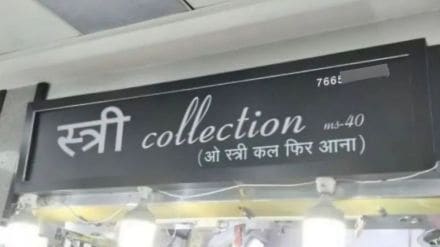 7665
स्त्री collection ms-40
(ओ स्त्री कल फिर आना)